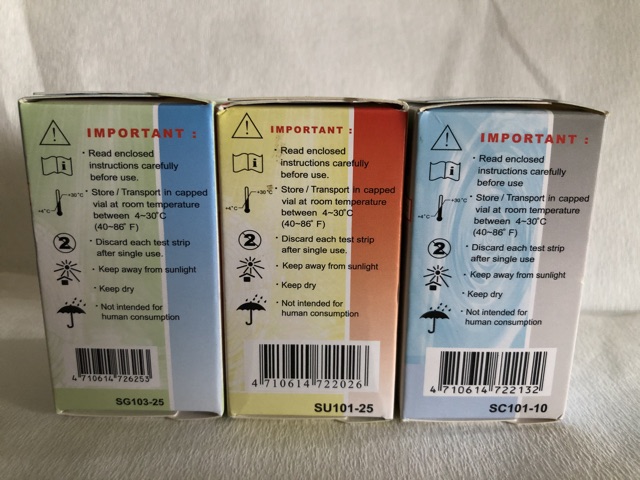 IMPORTANT :
· Read enclosed
instructions carefully
before use.
+30 °C
+4°C
· Store / Transport in capped
vial at room temperature
between 4~30°C
(40~86° F)
2
· Discard each test strip
after single use.
· Keep away from sunlight
· Keep dry
· Not intended for
human consumption
4 710614 726253
SG103-25
IMPORTANT :
· Read enclosed
instructions carefully
before use.
+30 °C
+4°C
· Store / Transport in capped
vial at room temperature
between 4~30°C
(40~86° F)
2
· Discard each test strip
after single use.
· Keep away from sunlight
· Keep dry
· Not intended for
human consumption
4 710614 722026
SU101-25
IMPORTANT :
· Read enclosed
instructions carefully
before use
+30 °C
+4°C
· Store / Transport in capped
vial at room temperature
between 4~30°C
(40~86° F)
2
· Discard each test strip
after single use
· Keep away from sunlight
· Keep dry
· Not intended for
human consumption
4 710614 722132
SC101-10